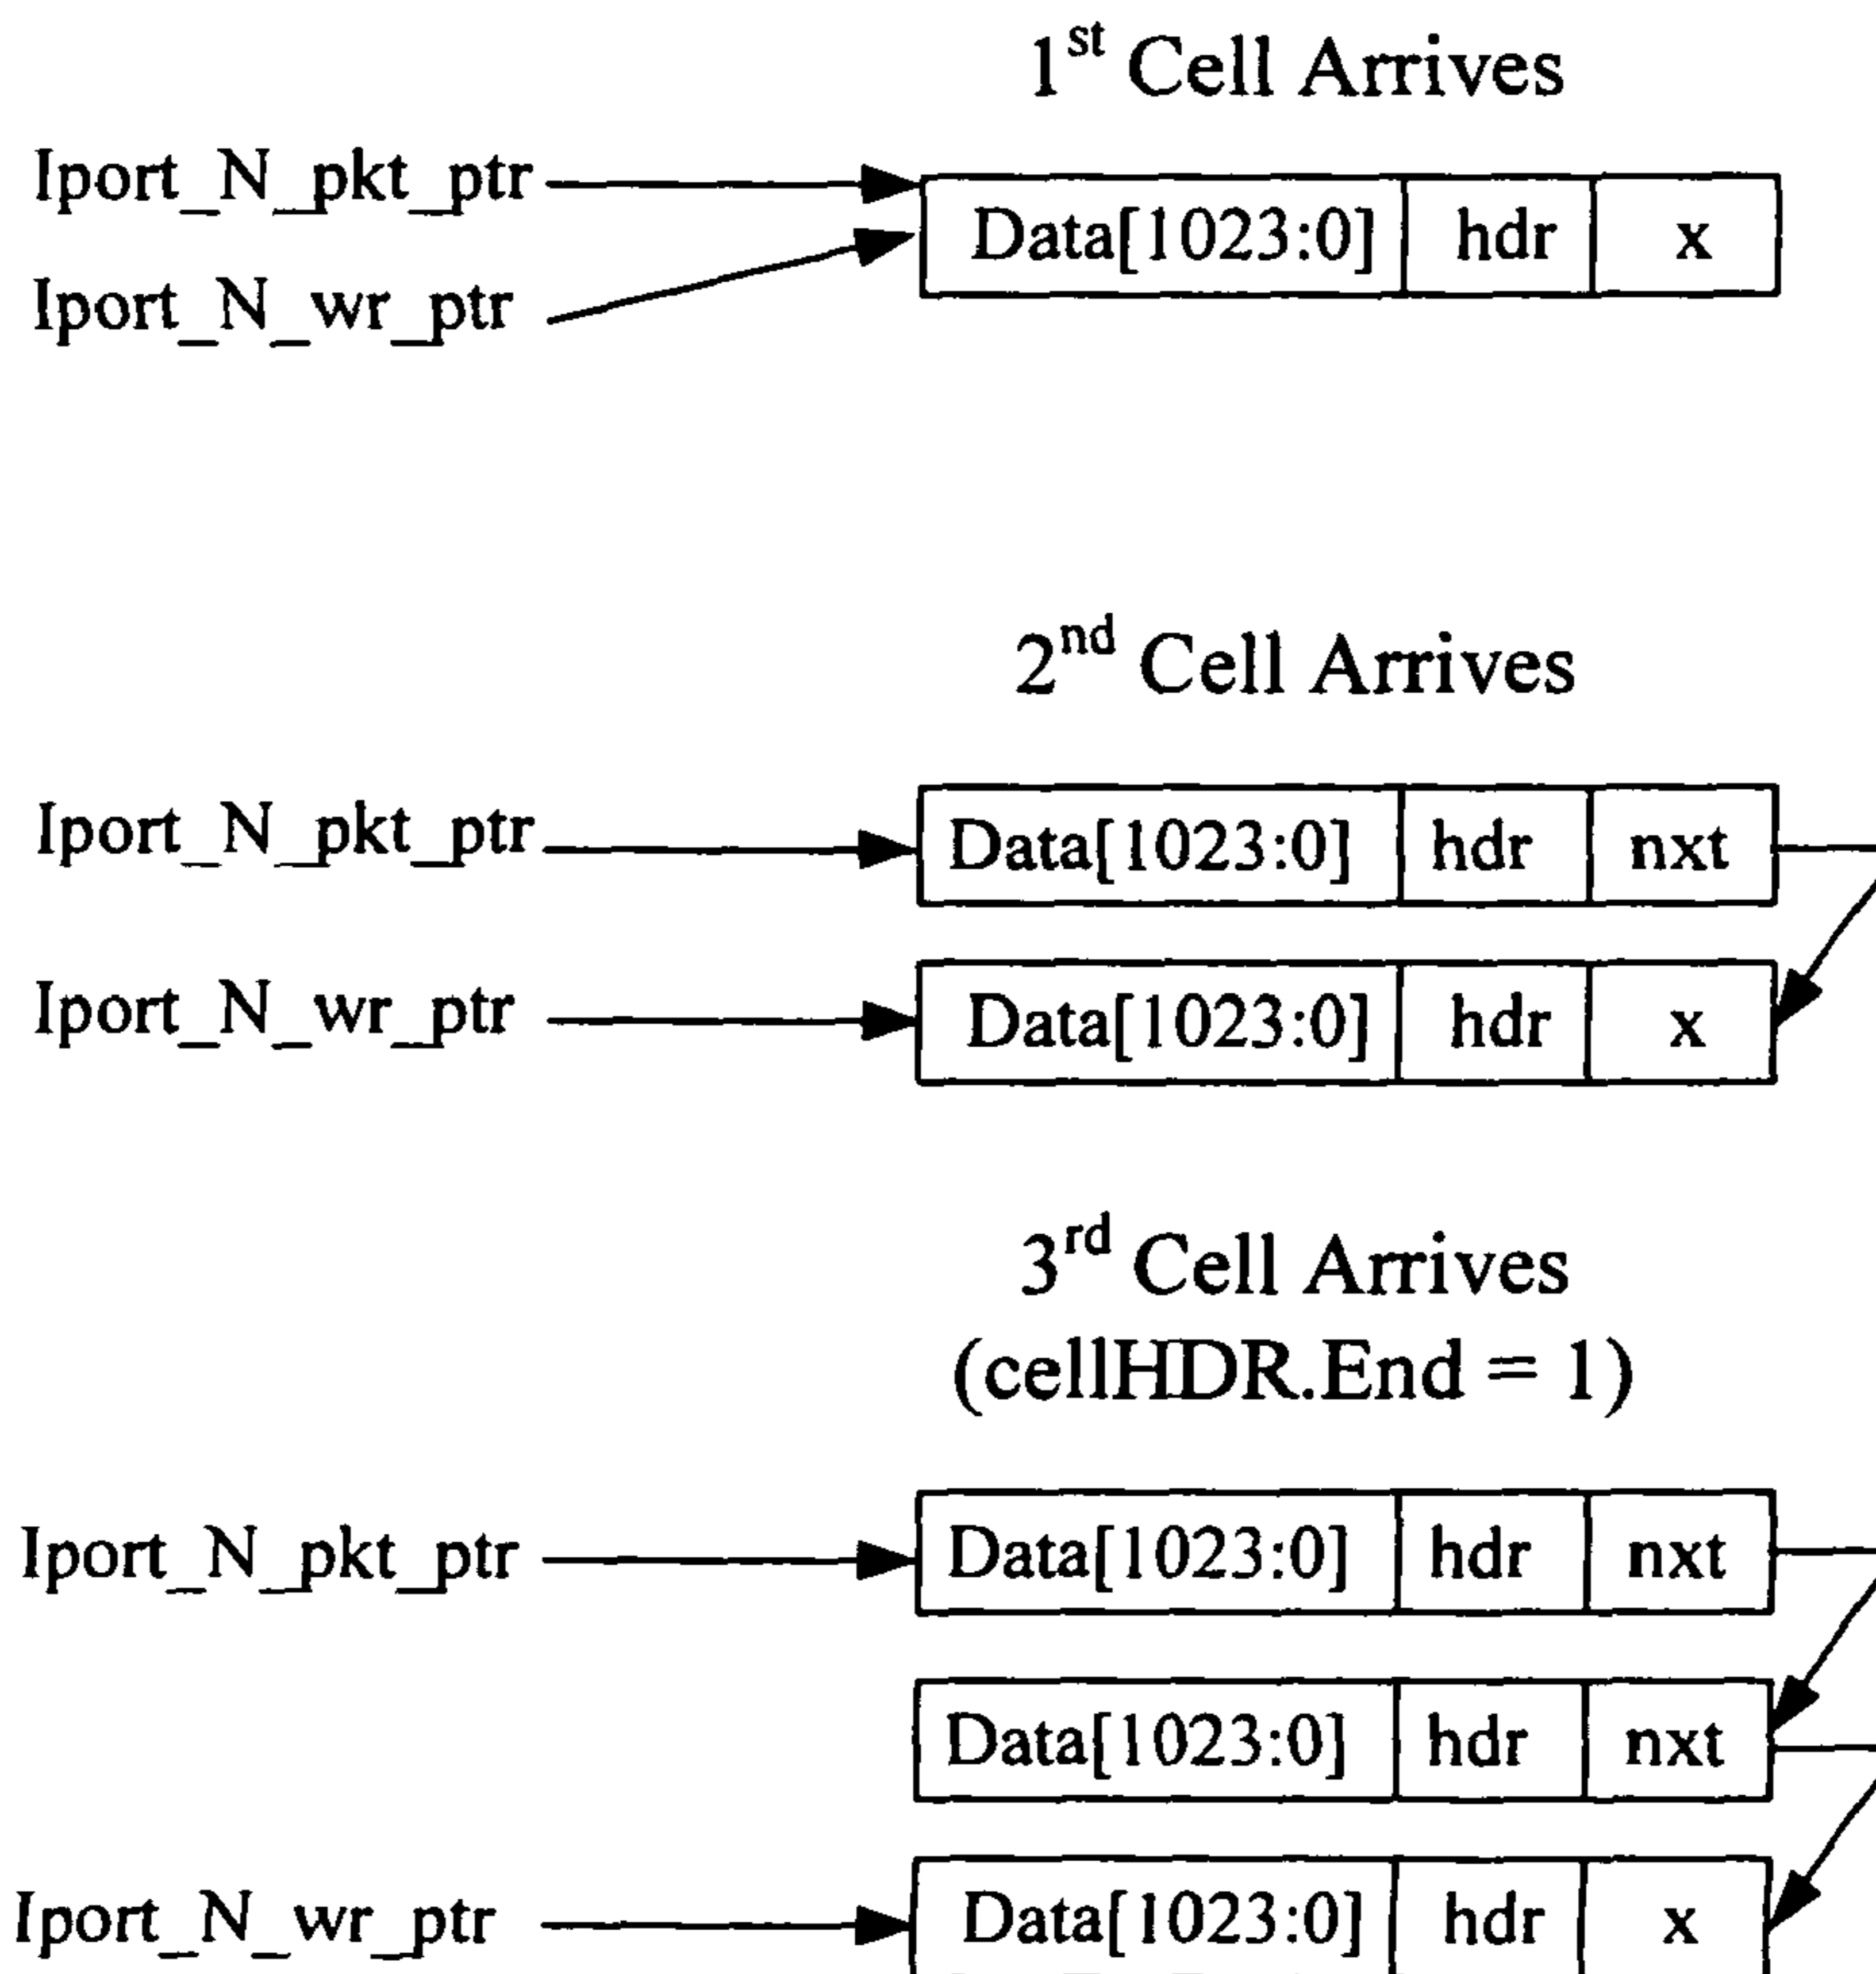 1st Cell Arrives
Iport_N_pkt_ptr
Data[1023:0] hdr x
Iport_N_wr_ptr
2nd Cell Arrives
Iport_N_pkt_ptr Data[1023:0] hdr nxt
Iport_N_wr_ptr Data[1023:0] hdr x
3rd Cell Arrives
(cellHDR.End = 1)
Iport_N_pkt_ptr Data[1023:0] hdr nxt
Data[1023:0] hdr nxt
Iport_N_wr_ptr Data[1023:0] hdr x